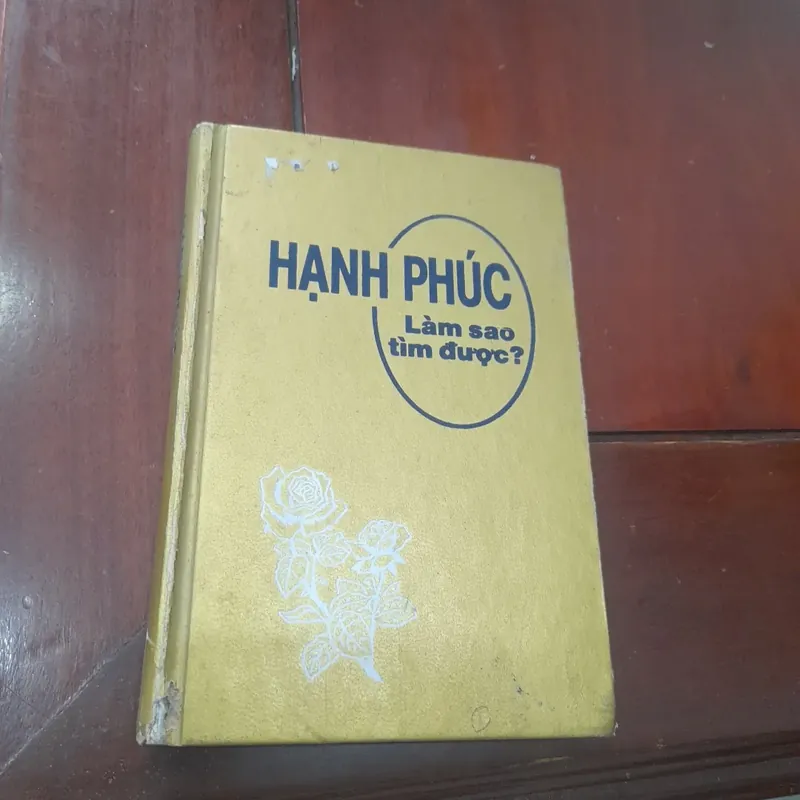 HẠNH PHÚC
Làm sao
tìm được?